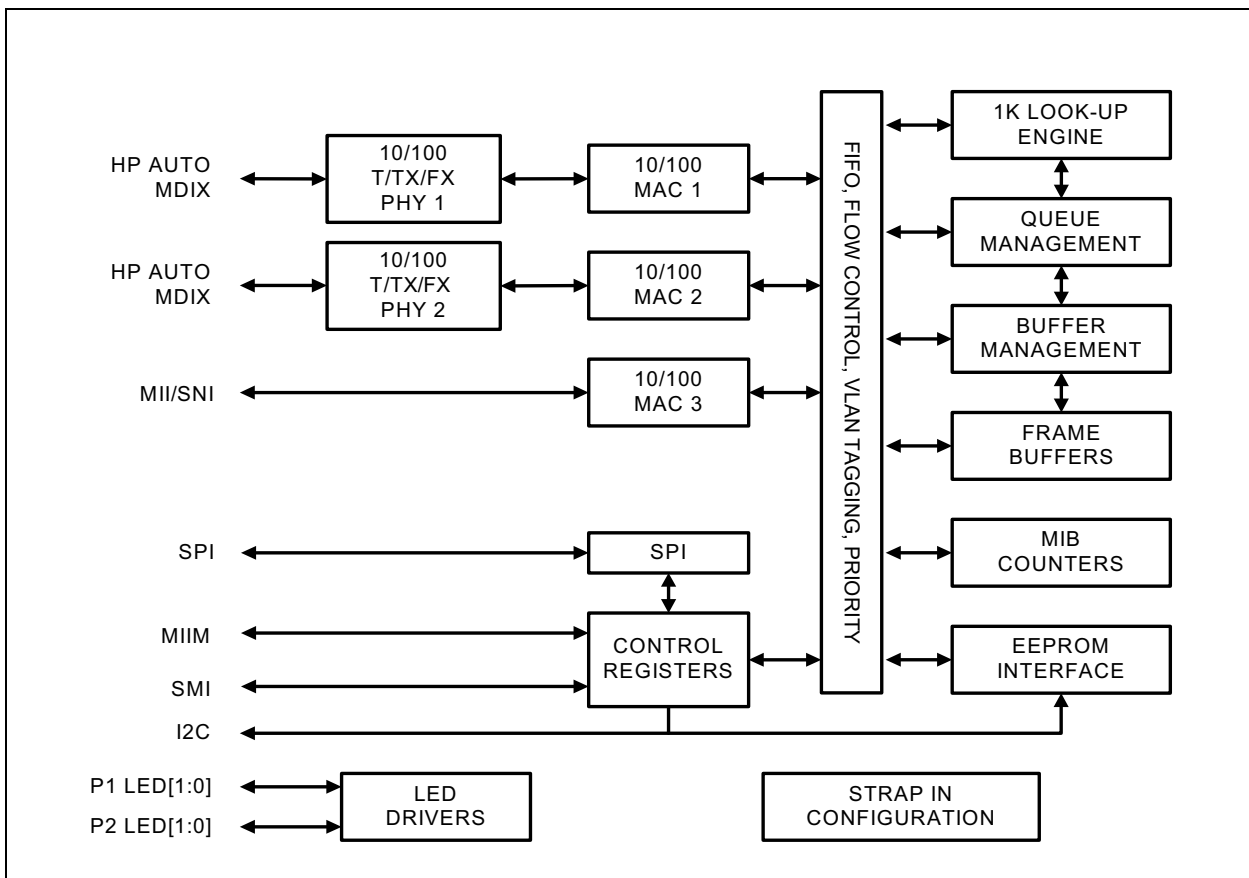 HP AUTO
MDIX
10/100
T/TX/FX
PHY 1
10/100
MAC 1
HP AUTO
MDIX
10/100
T/TX/FX
PHY 2
10/100
MAC 2
MII/SNI
10/100
MAC 3
SPI
SPI
MIIM
SMI
CONTROL
REGISTERS
I2C
P1 LED[1:0]
P2 LED[1:0]
LED
DRIVERS
FIFO, FLOW CONTROL, VLAN TAGGING, PRIORITY
1K LOOK-UP
ENGINE
QUEUE
MANAGEMENT
BUFFER
MANAGEMENT
FRAME
BUFFERS
MIB
COUNTERS
EEPROM
INTERFACE
STRAP IN
CONFIGURATION